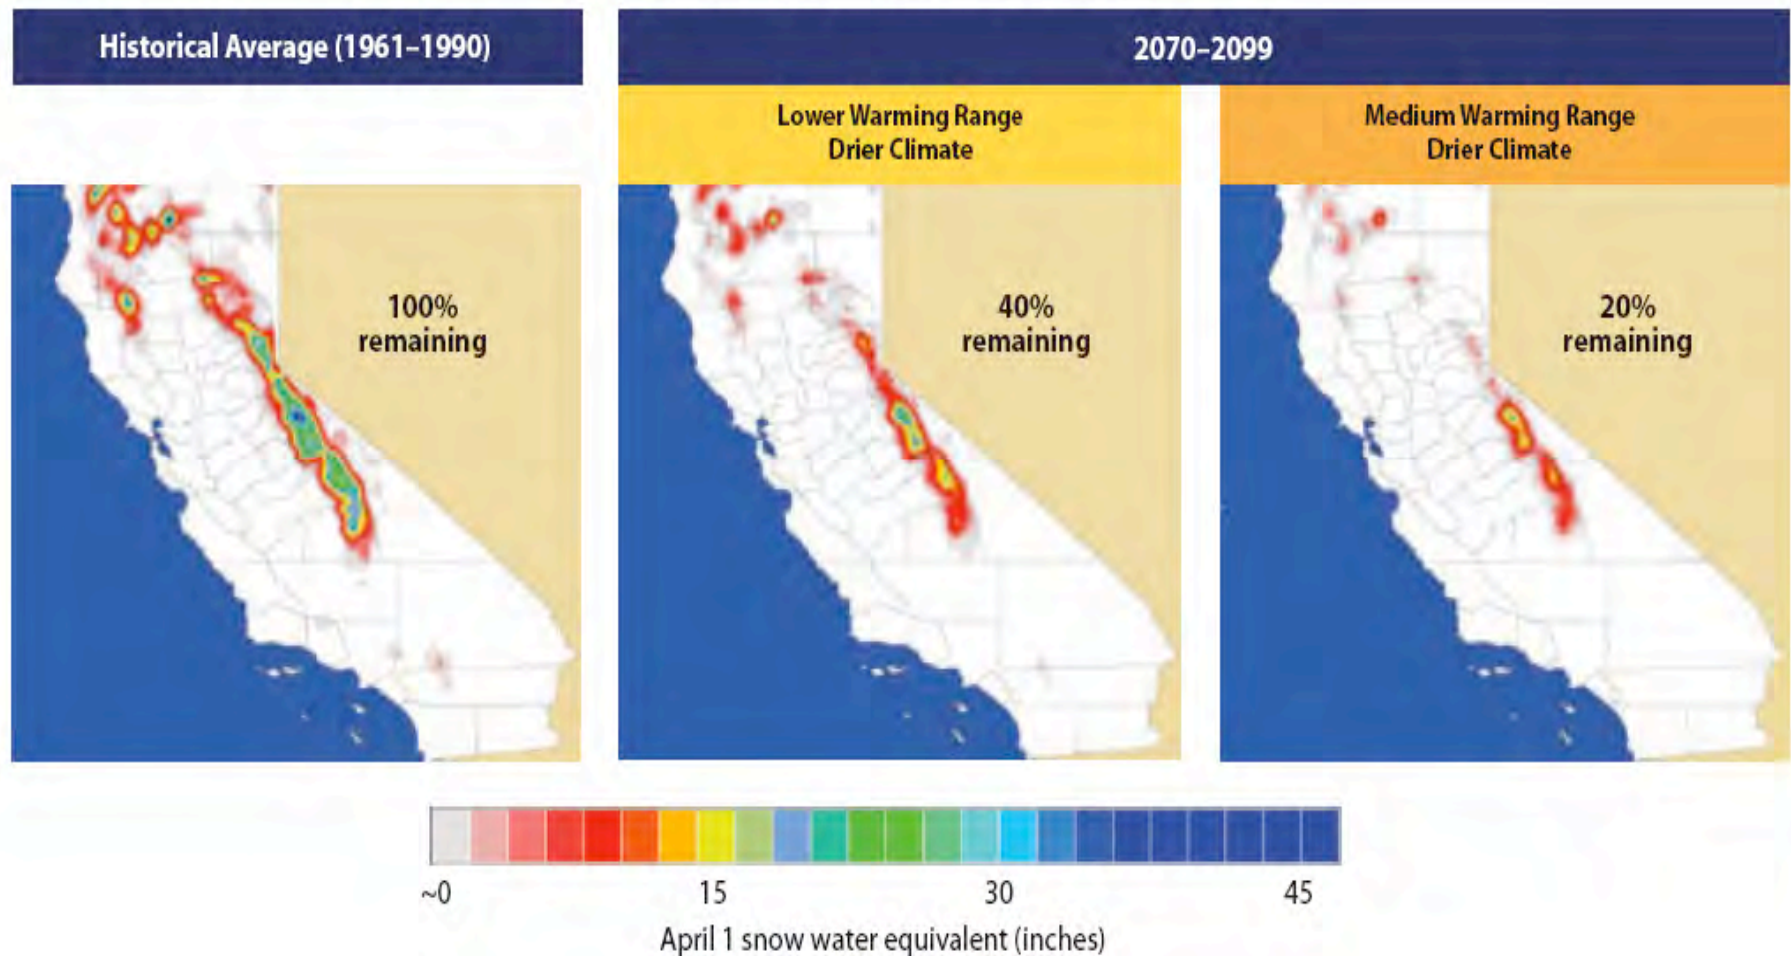 Historical Average (1961–1990)
2070–2099
Lower Warming Range
Drier Climate
Medium Warming Range
Drier Climate
100%
remaining
40%
remaining
20%
remaining
~0
15
30
45
April 1 snow water equivalent (inches)